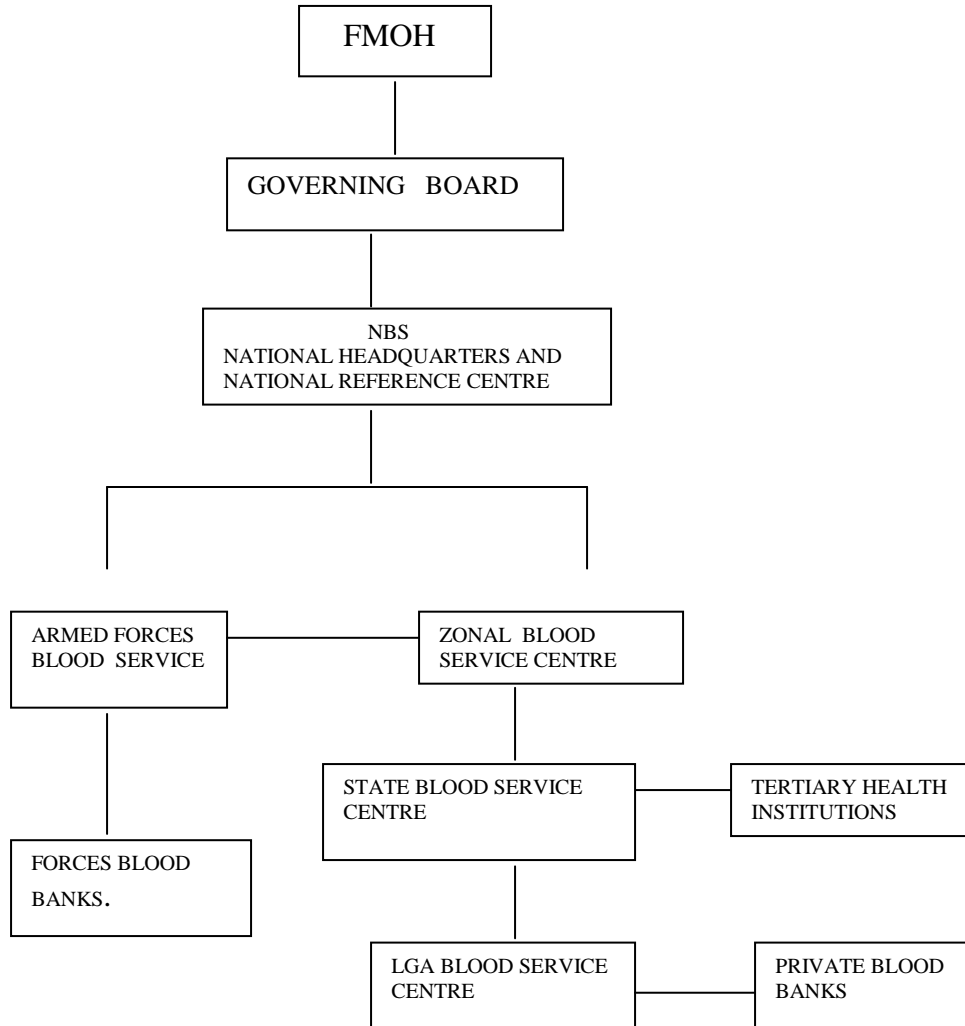 FMOH
GOVERNING BOARD
NBS
NATIONAL HEADQUARTERS AND
NATIONAL REFERENCE CENTRE
ARMED FORCES
BLOOD SERVICE
ZONAL BLOOD
SERVICE CENTRE
STATE BLOOD SERVICE
CENTRE
TERTIARY HEALTH
INSTITUTIONS
FORCES BLOOD
BANKS.
LGA BLOOD SERVICE
CENTRE
PRIVATE BLOOD
BANKS